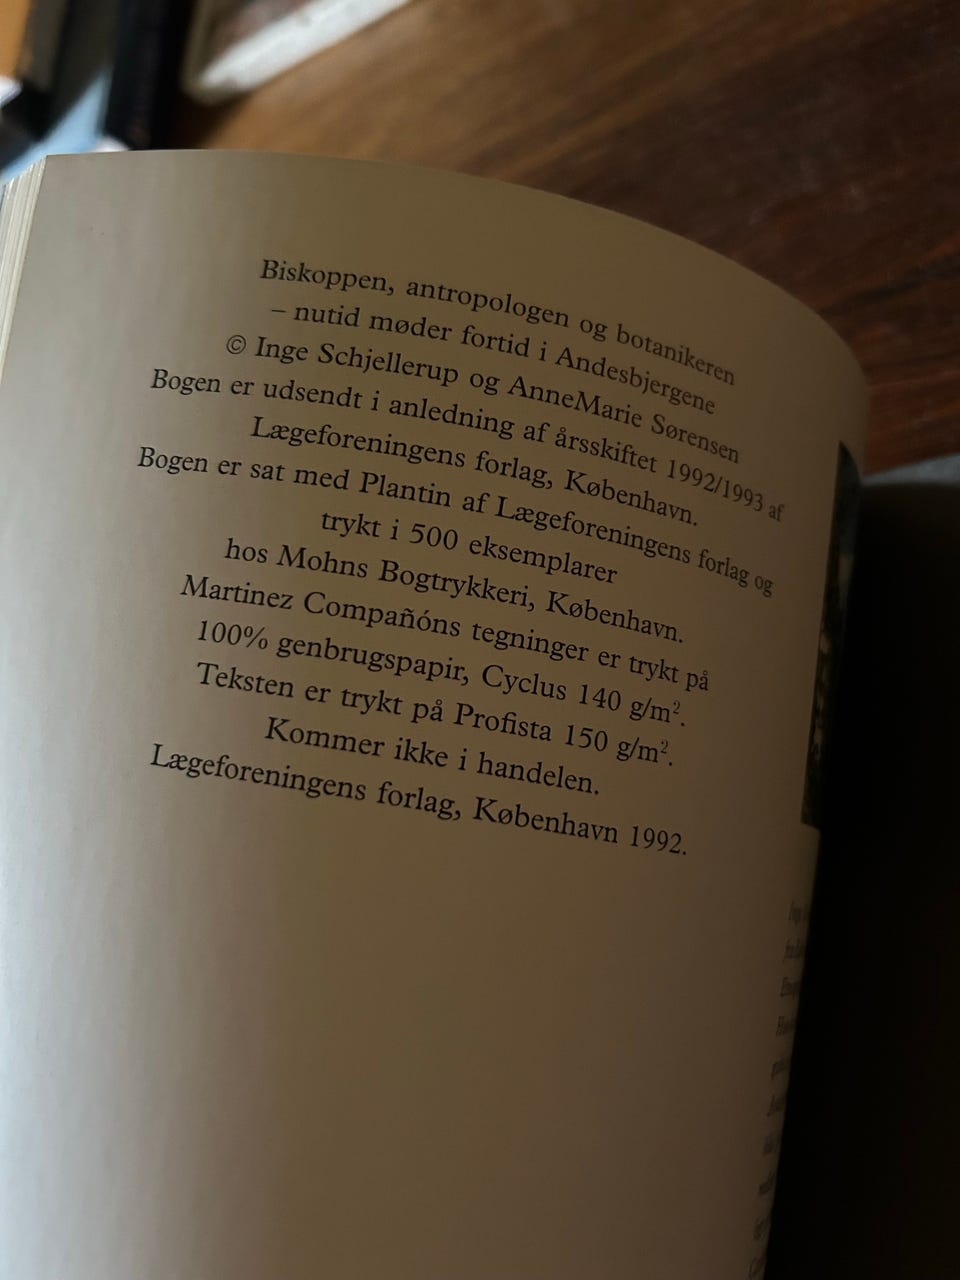 Biskoppen, antropologen og botanikeren
– nutid møder fortid i Andesbjergene
© Inge Schjellerup og AnneMarie Sørensen
Bogen er udsendt i anledning af årsskiftet 1992/1993 af
Lægeforeningens forlag, København.
Bogen er sat med Plantin af Lægeforeningens forlag og
trykt i 500 eksemplarer
hos Mohns Bogtrykkeri, København.
Martinez Compañóns tegninger er trykt på
100% genbrugspapir, Cyclus 140 g/m².
Teksten er trykt på Profista 150 g/m².
Kommer ikke i handelen.
Lægeforeningens forlag, København 1992.